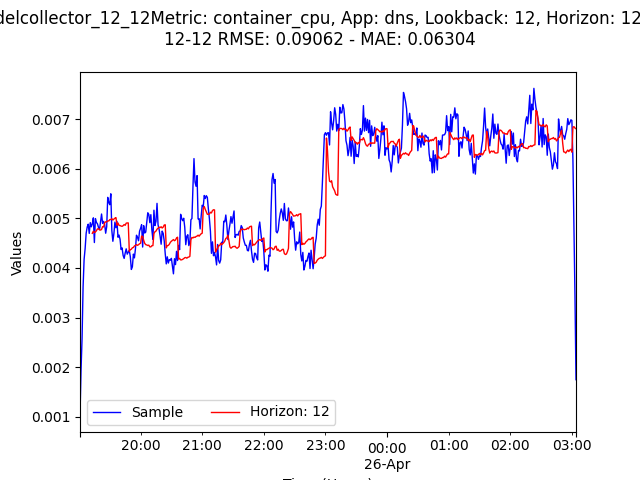 delcollector_12_12Metric: container_cpu, App: dns, Lookback: 12, Horizon: 12
12-12 RMSE: 0.09062 - MAE: 0.06304
Values
0.007
0.006
0.005
0.004
0.003
0.002
0.001
Sample
Horizon: 12
20:00 21:00 22:00 23:00 00:00 01:00 02:00 03:00
26-Apr